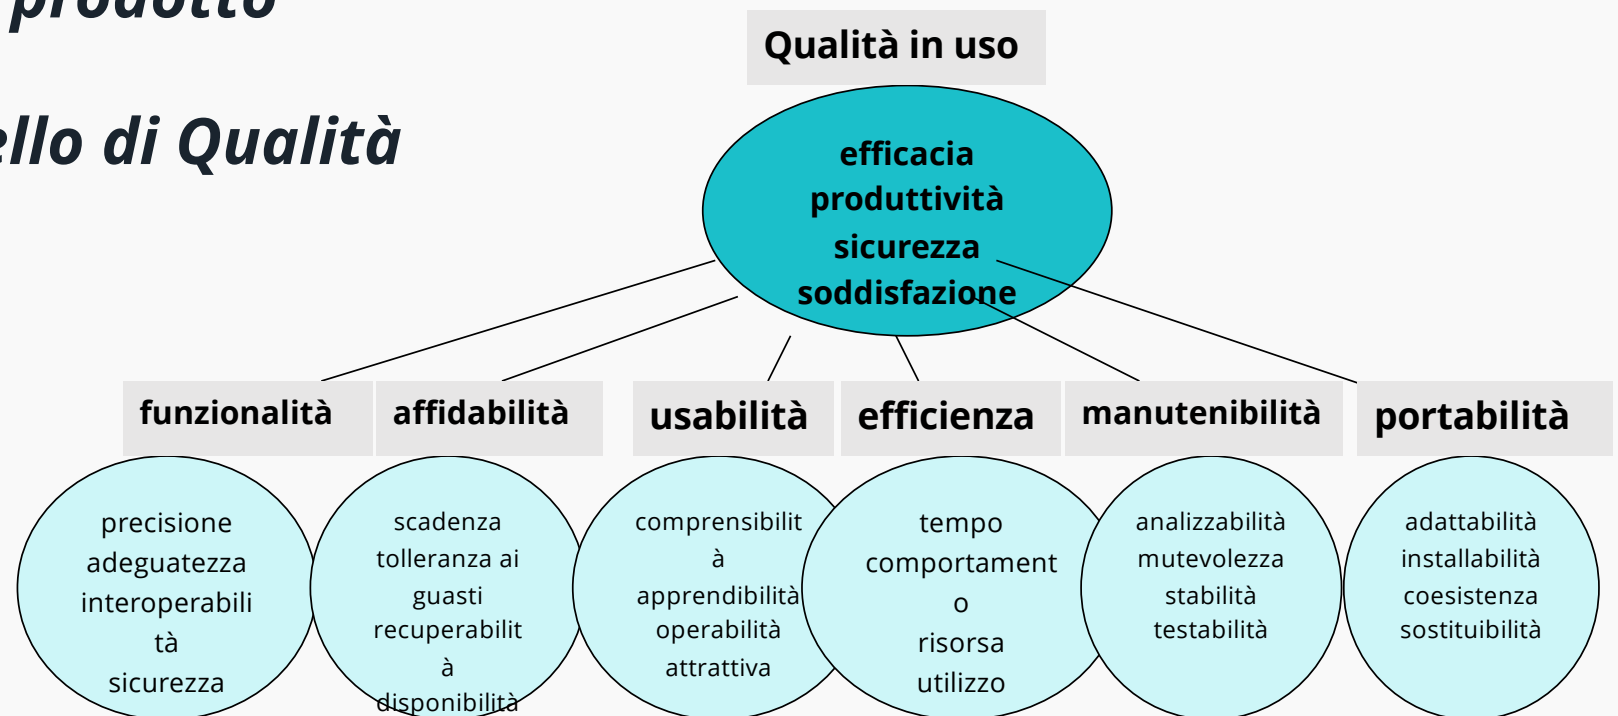 prodotto
ello di Qualità
Qualità in uso
efficacia
produttività
sicurezza
soddisfazione
funzionalità
affidabilità
usabilità
efficienza
manutenibilità
portabilità
precisione
adeguatezza
interoperabili
tà
sicurezza
scadenza
tolleranza ai
guasti
recuperabilit
à
disponibilità
comprensibilit
à
apprendibilità
operabilità
attrattiva
tempo
comportament
o
risorsa
utilizzo
analizzabilità
mutevolezza
stabilità
testabilità
adattabilità
installabilità
coesistenza
sostituibilità